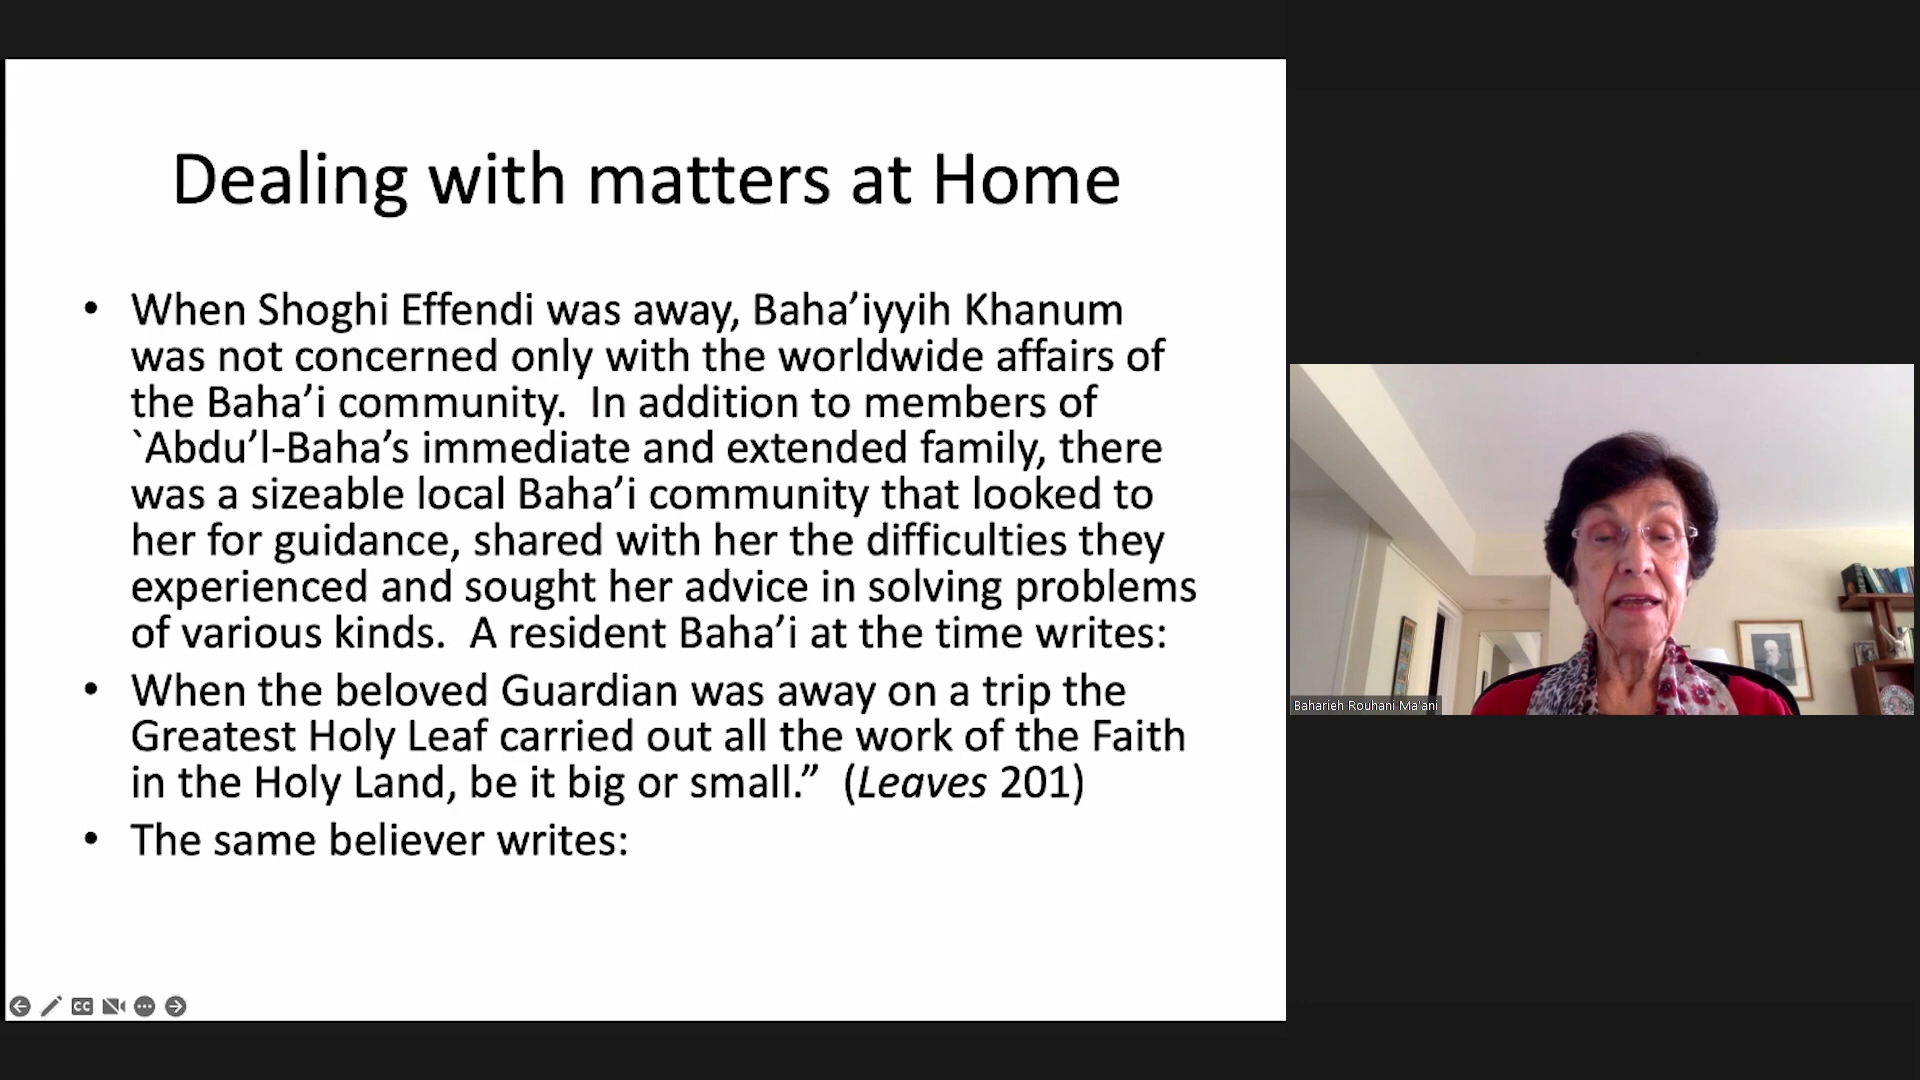 Dealing with matters at Home
• When Shoghi Effendi was away, Baha’iyyih Khanum
was not concerned only with the worldwide affairs of
the Baha’i community.  In addition to members of
`Abdu’l-Baha’s immediate and extended family, there
was a sizeable local Baha’i community that looked to
her for guidance, shared with her the difficulties they
experienced and sought her advice in solving problems
of various kinds.  A resident Baha’i at the time writes:
• When the beloved Guardian was away on a trip the
Greatest Holy Leaf carried out all the work of the Faith
in the Holy Land, be it big or small.”  (Leaves 201)
• The same believer writes:
CC
Baharieh Rouhani Ma'ani